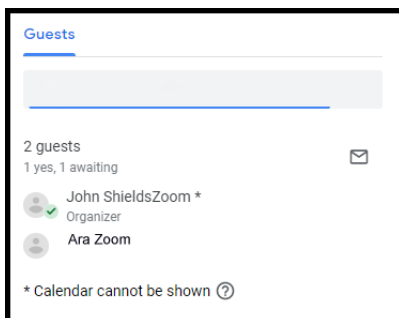 Guests
2 guests
1 yes, 1 awaiting
John ShieldsZoom *
Organizer
Ara Zoom
* Calendar cannot be shown ?